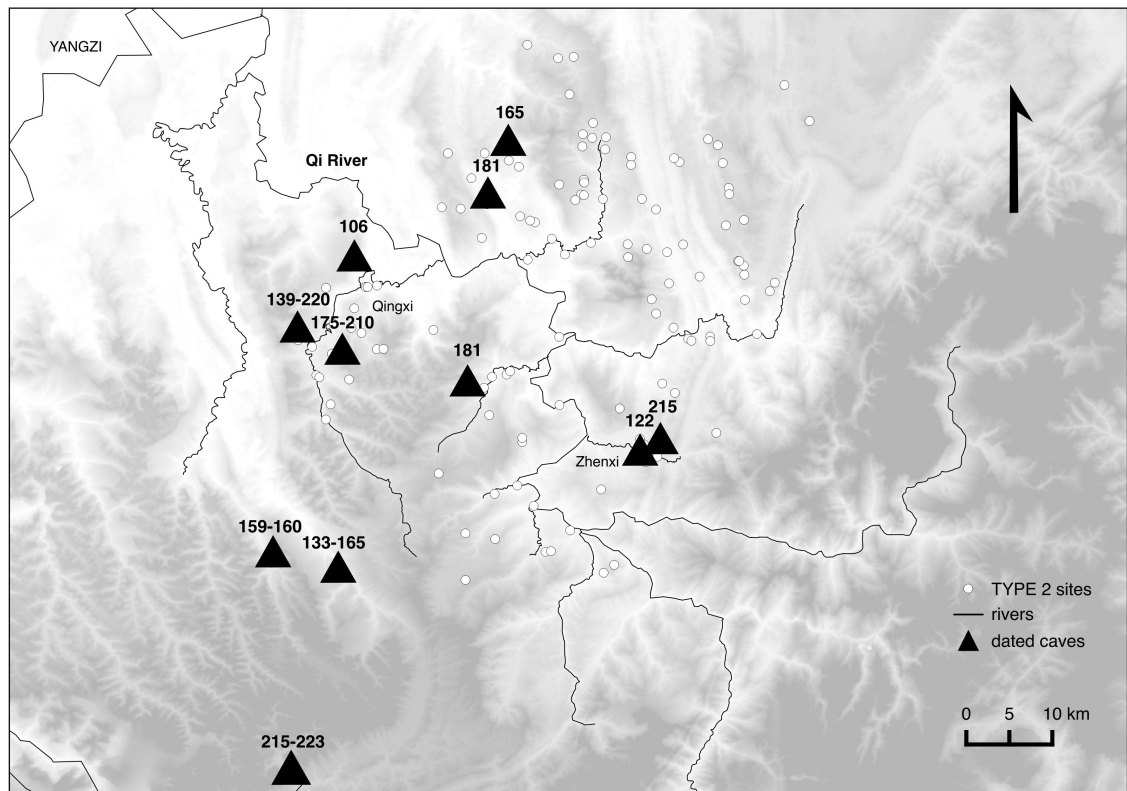 YANGZI
165
Qi River
181
106
139-220
Qingxi
175-210
181
215
122
Zhenxi
159-160
133-165
TYPE 2 sites
rivers
dated caves
0 5 10 km
215-223